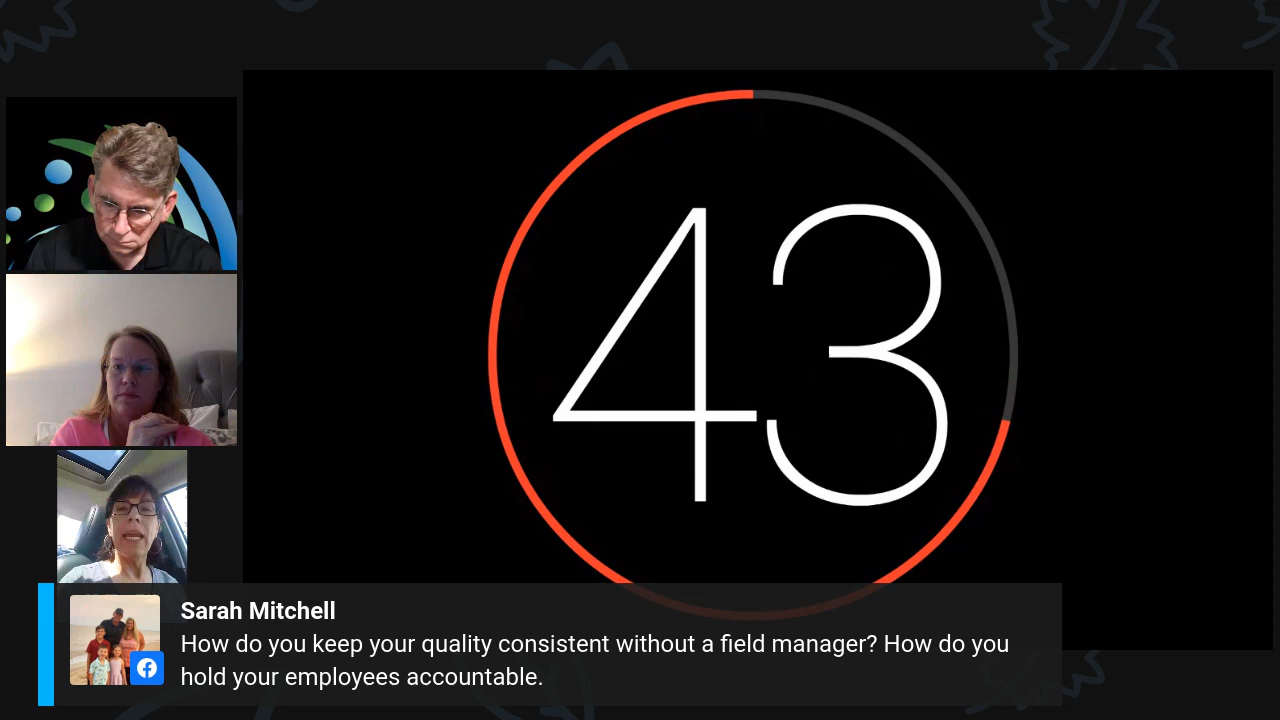 43
Sarah Mitchell
How do you keep your quality consistent without a field manager? How do you
hold your employees accountable.